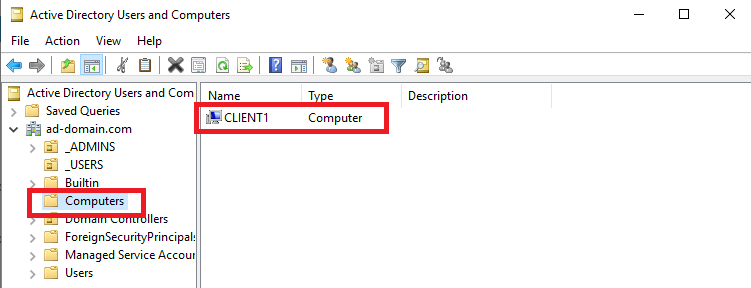 Active Directory Users and Computers
File Action View Help
Active Directory Users and Com
Saved Queries
ad-domain.com
_ADMINS
_USERS
Builtin
Computers
Domain Controllers
ForeignSecurityPrincipals
Managed Service Accoun
Users
Name Type Description
CLIENT1 Computer